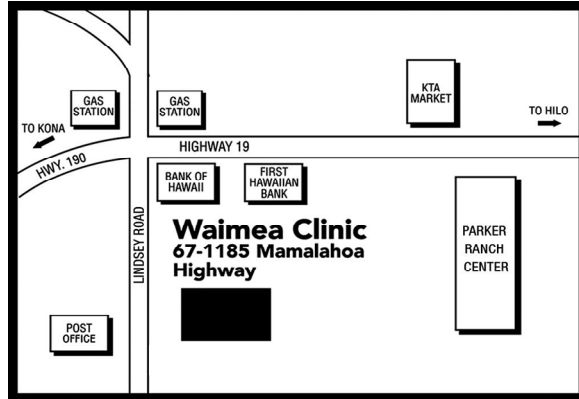 KTA
MARKET
GAS
STATION
GAS
STATION
TO HILO
TO KONA
HIGHWAY 19
HWY. 190
BANK OF
HAWAII
FIRST
HAWAIIAN
BANK
LINDSEY ROAD
Waimea Clinic
67-1185 Mamalahoa
Highway
PARKER
RANCH
CENTER
POST
OFFICE